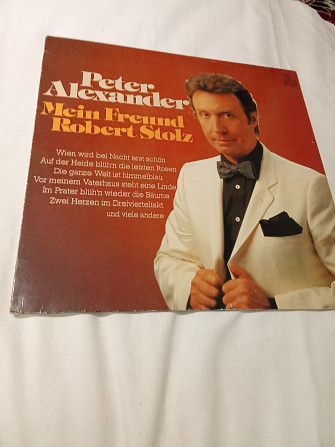 Peter
Alexander
Mein Freund
Robert Stolz
Wien wird bei Nacht erst schön
Auf der Heide blüh'n die letzten Rosen
Die ganze Welt ist himmelblau
Vor meinem Vaterhaus steht eine Linde
Im Prater blüh'n wieder die Bäume
Zwei Herzen im Dreivierteltakt
und viele andere